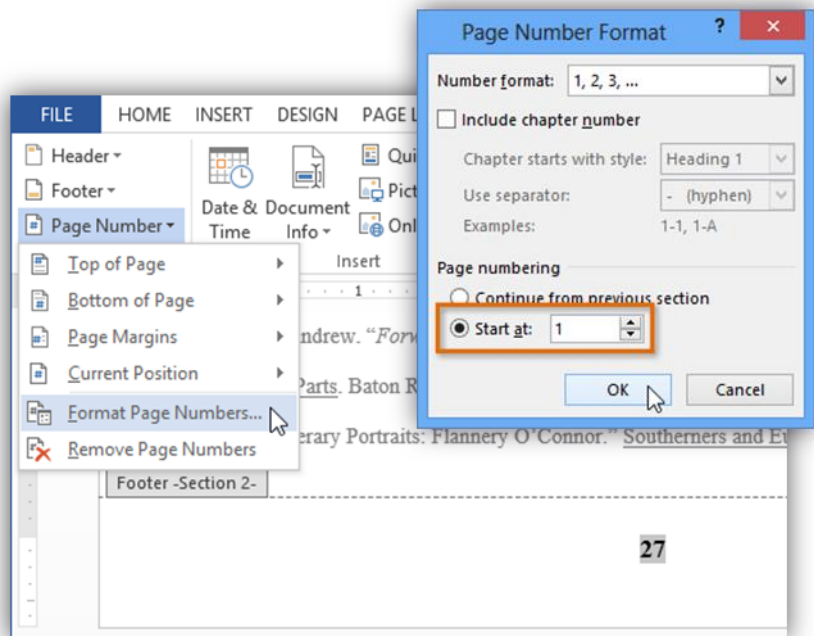 Page Number Format ?
Number format: 1, 2, 3, ...
Include chapter number
Chapter starts with style: Heading 1
Use separator: - (hyphen)
Examples: 1-1, 1-A
Page numbering
Continue from previous section
Start at: 1
OK Cancel
FILE HOME INSERT DESIGN PAGE L
Header
Footer
Page Number
Date & Time
Document Info
Qui
Pict
Onl
Insert
1
Top of Page
Bottom of Page
Page Margins
Current Position
Format Page Numbers...
Remove Page Numbers
ndrew. “Forw
Parts. Baton R
erary Portraits: Flannery O’Connor.” Southerners and Eu
Footer -Section 2-
27